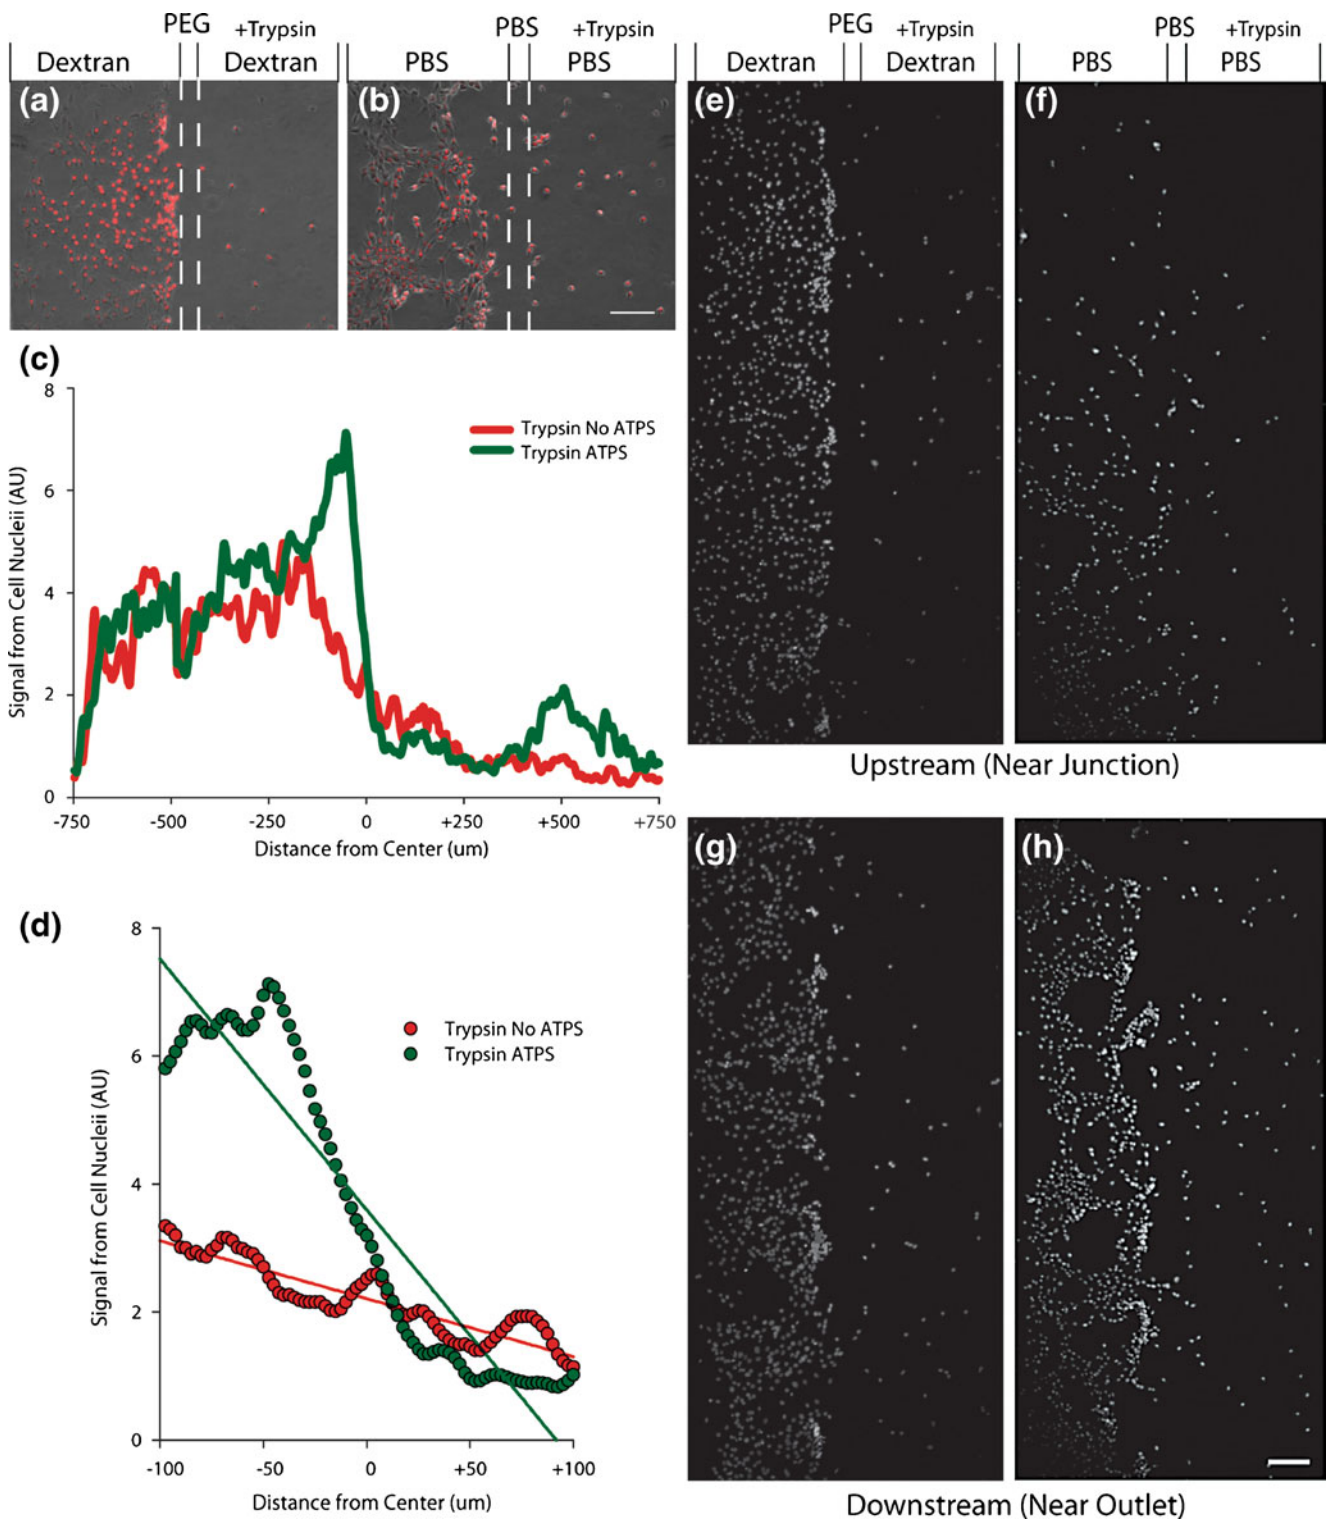 PEG +Trypsin PBS +Trypsin
Dextran Dextran PBS PBS
(a) (b)
(c)
8
6
4
2
0
Signal from Cell Nucleii (AU)
Trypsin No ATPS
Trypsin ATPS
-750 -500 -250 0 +250 +500 +750
Distance from Center (um)
(d)
8
6
4
2
0
Signal from Cell Nucleii (AU)
Trypsin No ATPS
Trypsin ATPS
-100 -50 0 +50 +100
Distance from Center (um)
PEG +Trypsin PBS +Trypsin
Dextran Dextran PBS PBS
(e) (f)
Upstream (Near Junction)
(g) (h)
Downstream (Near Outlet)